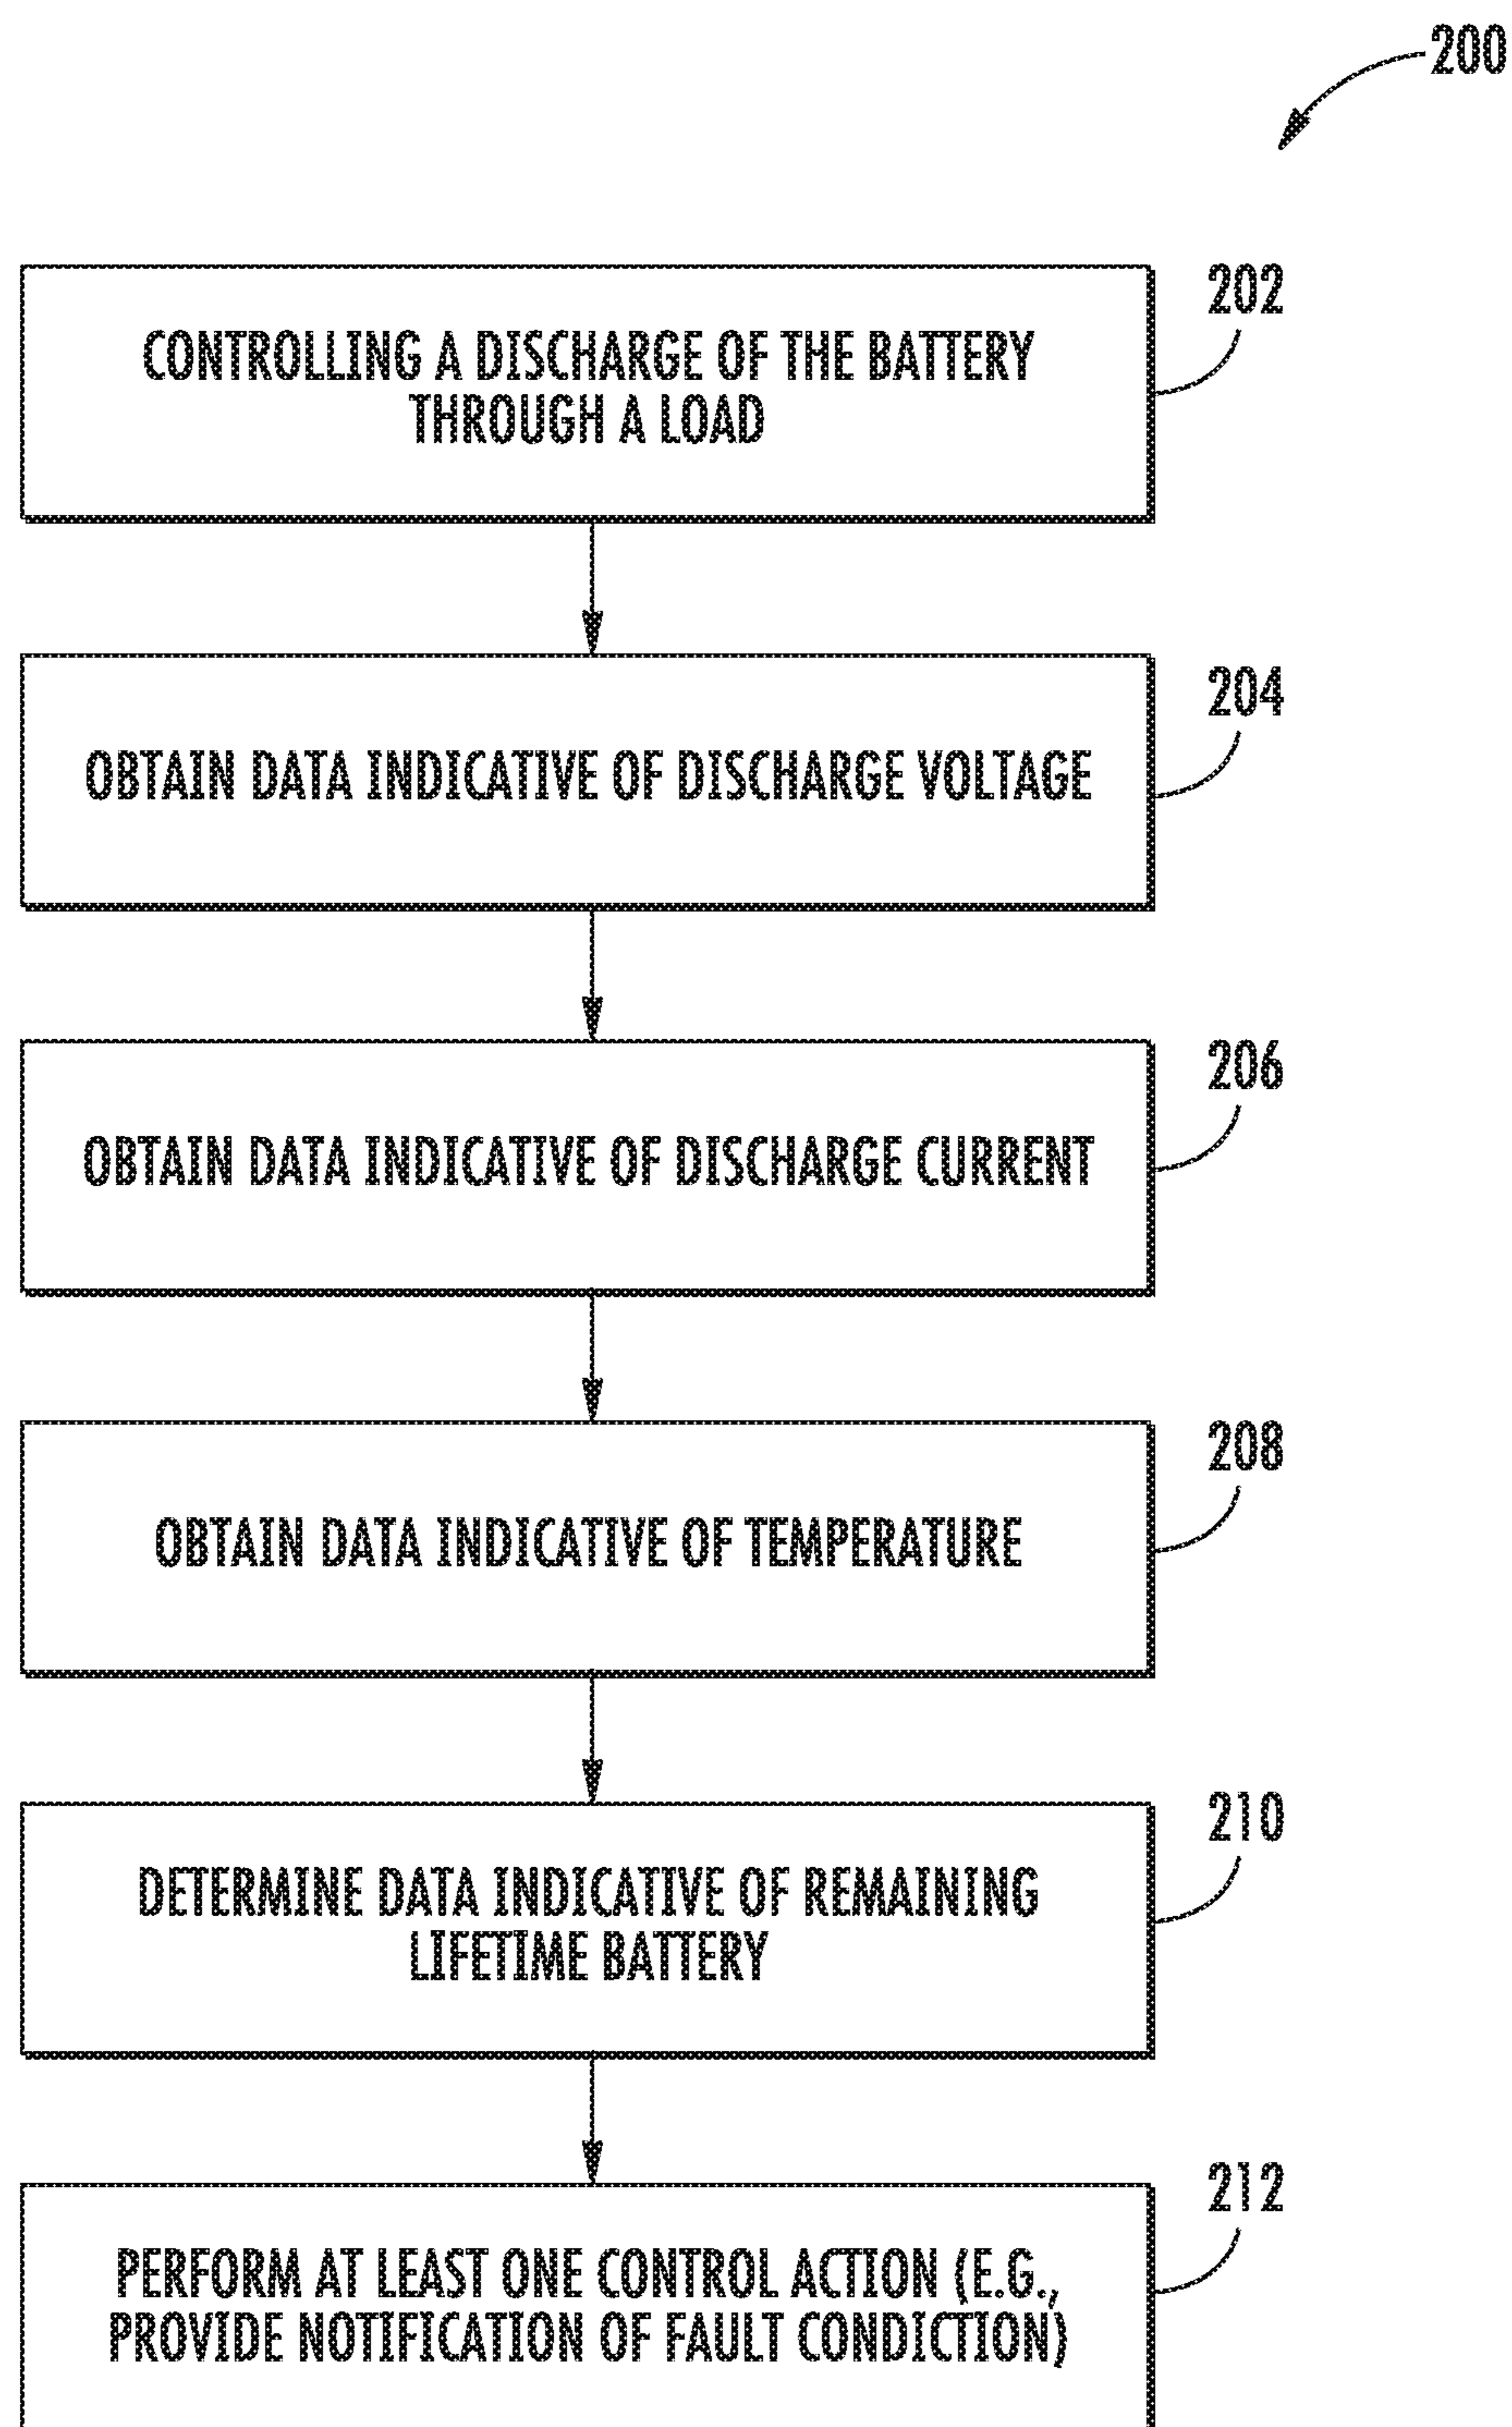 200
202
CONTROLLING A DISCHARGE OF THE BATTERY
THROUGH A LOAD
204
OBTAIN DATA INDICATIVE OF DISCHARGE VOLTAGE
206
OBTAIN DATA INDICATIVE OF DISCHARGE CURRENT
208
OBTAIN DATA INDICATIVE OF TEMPERATURE
210
DETERMINE DATA INDICATIVE OF REMAINING
LIFETIME BATTERY
212
PERFORM AT LEAST ONE CONTROL ACTION (E.G.,
PROVIDE NOTIFICATION OF FAULT CONDICTION)